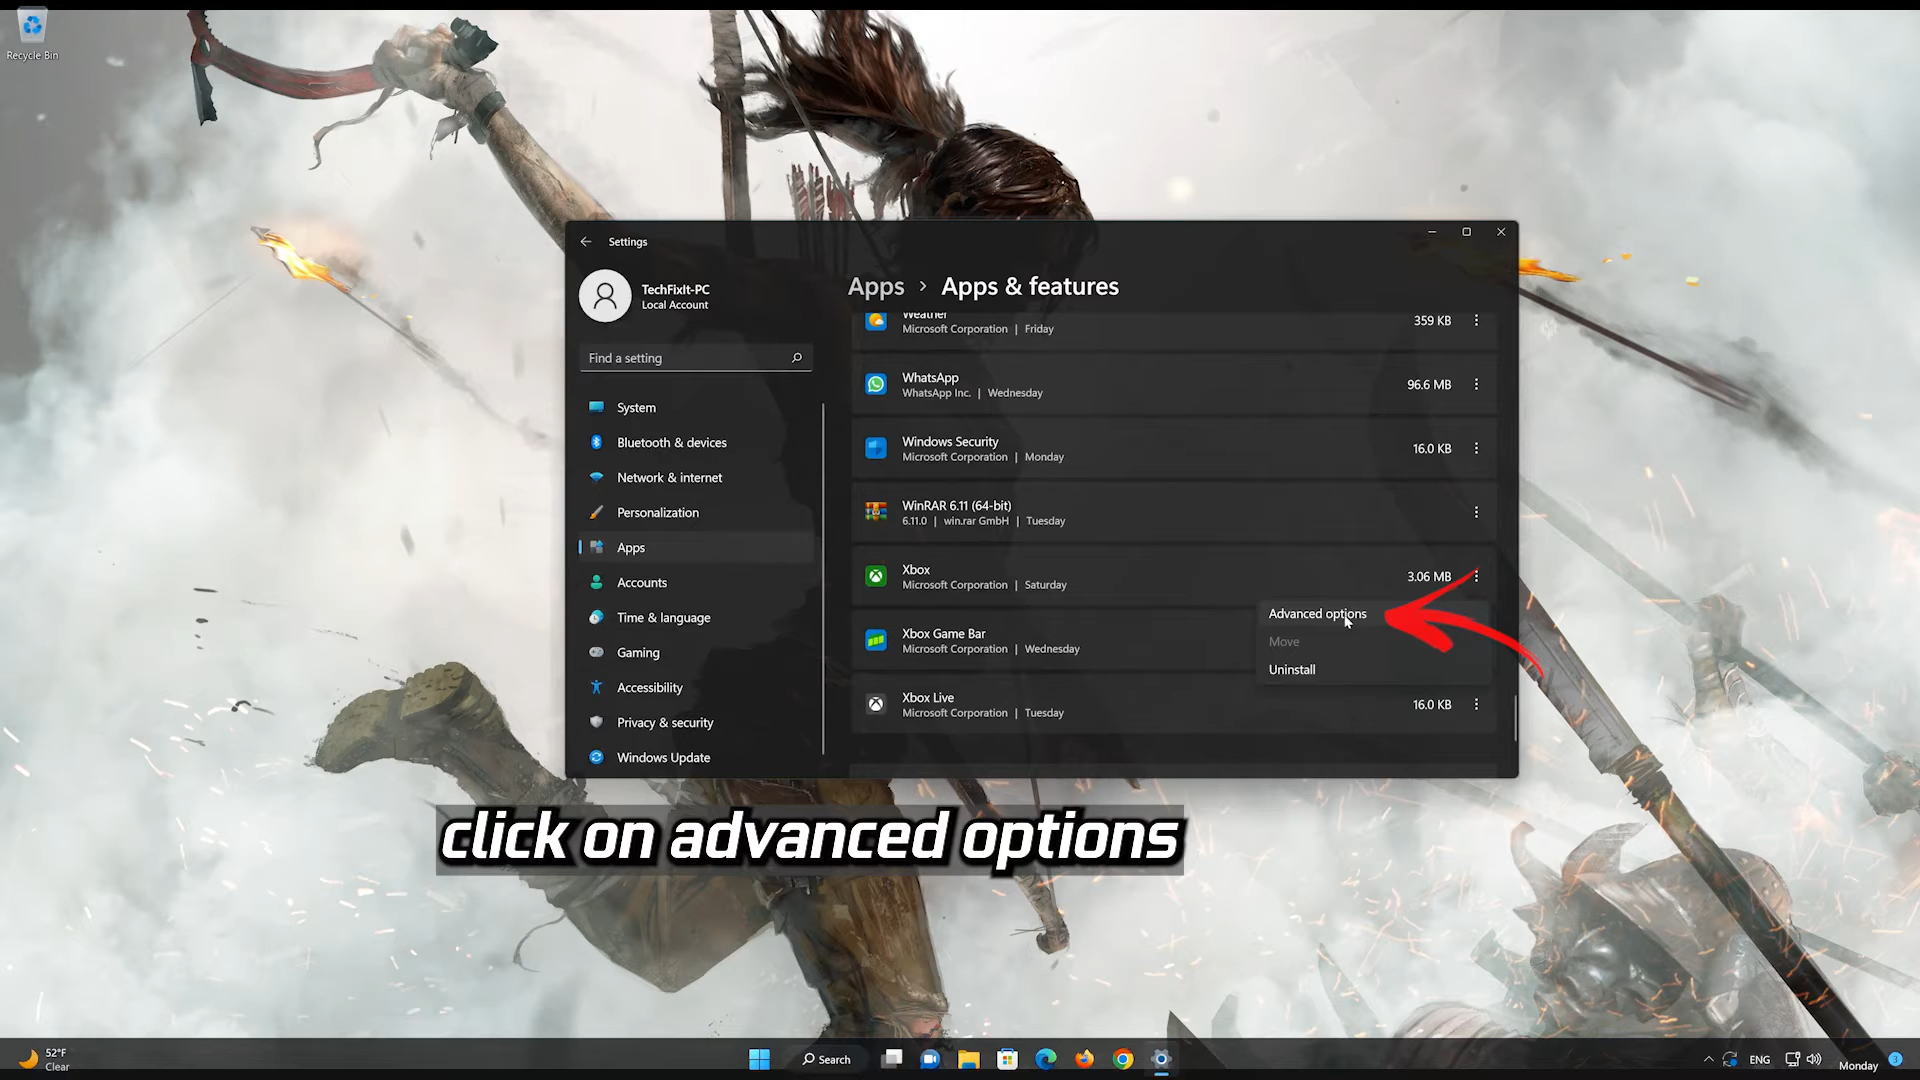 Recycle Bin
Settings
TechFixIt-PC
Local Account
Find a setting
System
Bluetooth & devices
Network & internet
Personalization
Apps
Accounts
Time & language
Gaming
Accessibility
Privacy & security
Windows Update
Apps › Apps & features
Weather 359 KB
Microsoft Corporation | Friday
WhatsApp 96.6 MB
WhatsApp Inc. | Wednesday
Windows Security 16.0 KB
Microsoft Corporation | Monday
WinRAR 6.11 (64-bit)
6.11.0 | win.rar GmbH | Tuesday
Xbox 3.06 MB
Microsoft Corporation | Saturday
Advanced options
Move
Uninstall
Xbox Game Bar
Microsoft Corporation | Wednesday
Xbox Live 16.0 KB
Microsoft Corporation | Tuesday
click on advanced options
52°F
Clear
Search
ENG
Monday
3